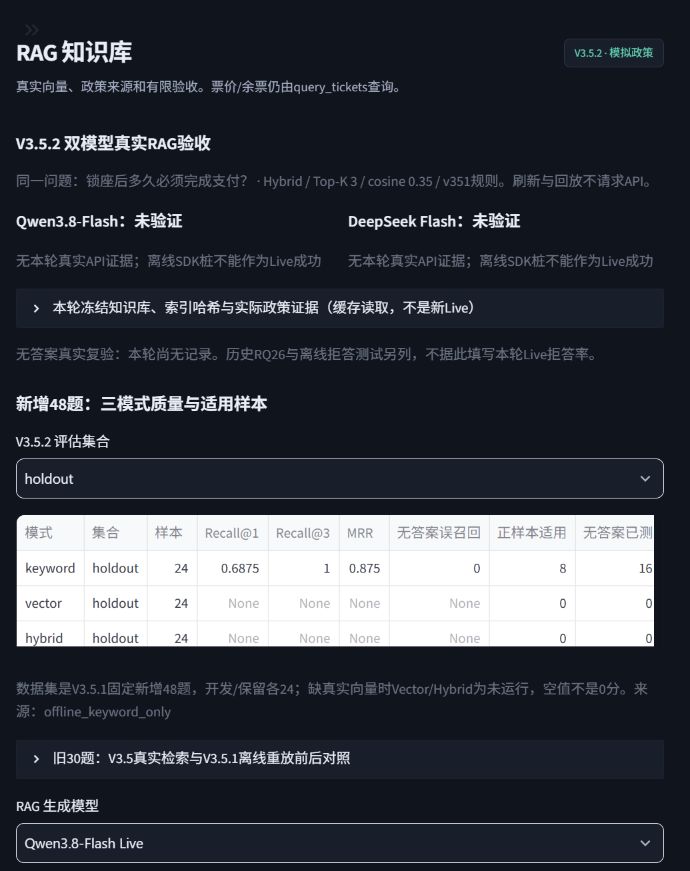 RAG 知识库
V3.5.2 · 模拟政策
真实向量、政策来源和有限验收。票价/余票仍由query_tickets查询。
V3.5.2 双模型真实RAG验收
同一问题：锁座后多久必须完成支付？ · Hybrid / Top-K 3 / cosine 0.35 / v351规则。刷新与回放不请求API。
Qwen3.8-Flash：未验证
无本轮真实API证据；离线SDK桩不能作为Live成功
DeepSeek Flash：未验证
无本轮真实API证据；离线SDK桩不能作为Live成功
本轮冻结知识库、索引哈希与实际政策证据（缓存读取，不是新Live）
无答案真实复验：本轮尚无记录。历史RQ26与离线拒答测试另列，不据此填写本轮Live拒答率。
新增48题：三模式质量与适用样本
V3.5.2 评估集合
holdout
模式 集合 样本 Recall@1 Recall@3 MRR 无答案误召回 正样本适用 无答案已测
keyword holdout 24 0.6875 1 0.875 0 8 16
vector holdout 24 None None None None 0 0
hybrid holdout 24 None None None None 0 0
数据集是V3.5.1固定新增48题，开发/保留各24；缺真实向量时Vector/Hybrid为未运行，空值不是0分。来
源：offline_keyword_only
旧30题：V3.5真实检索与V3.5.1离线重放前后对照
RAG 生成模型
Qwen3.8-Flash Live